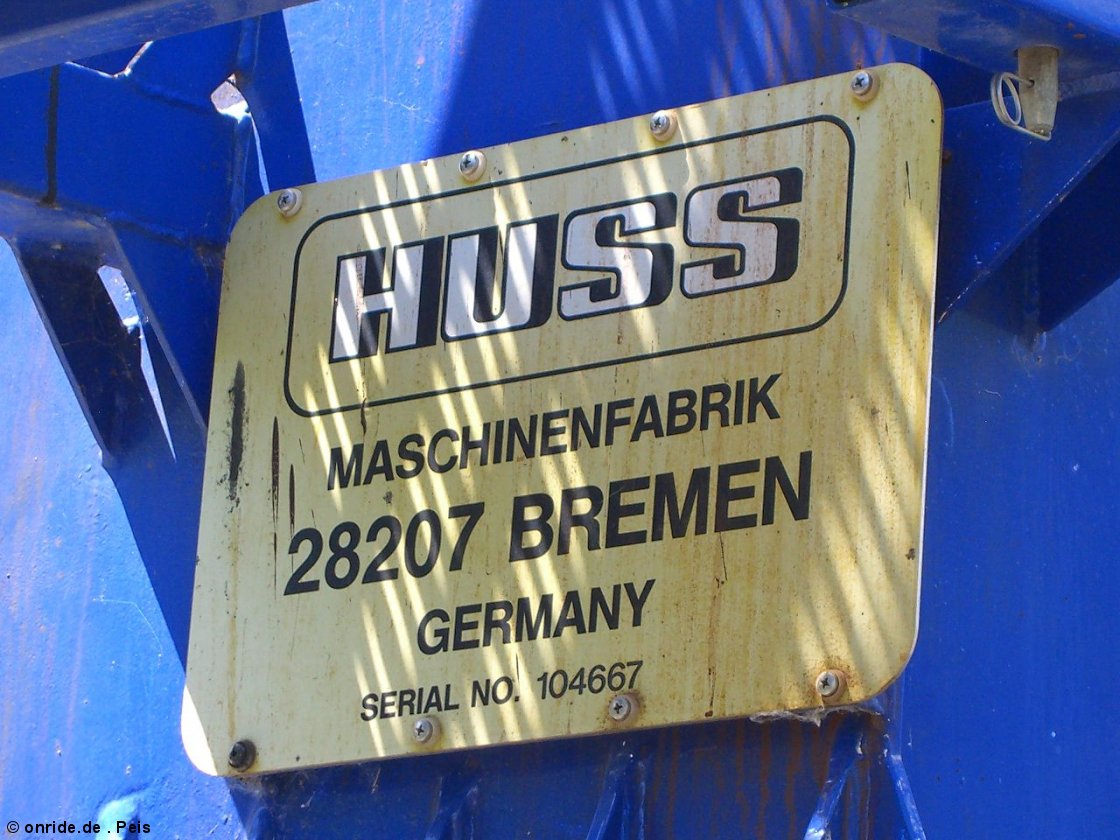 HUSS
MASCHINENFABRIK
28207 BREMEN
GERMANY
SERIAL NO. 104667
© onride.de . Peis